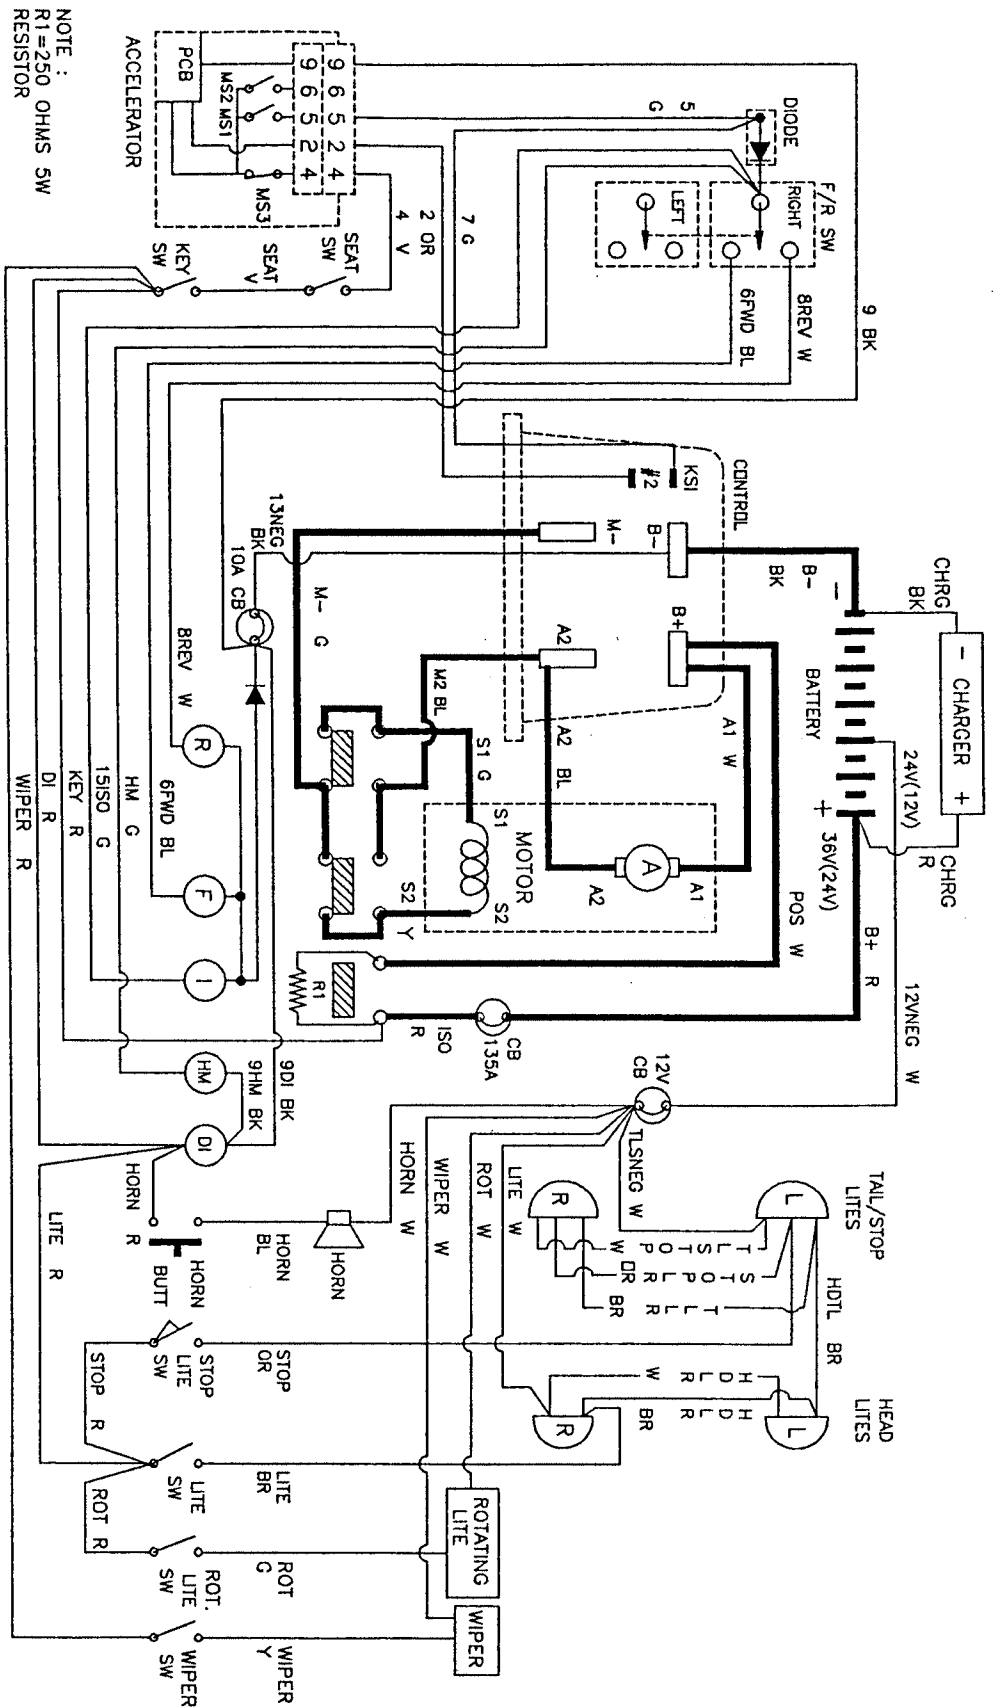 NOTE :
R1=250 OHMS 5W
RESISTOR
ACCELERATOR
PCB
MS2 MS1
MS3
9 6 5 2 4
9 6 5 2 4
5
G
DIODE
F/R SW
RIGHT
LEFT
9 BK
8REV W
6FWD BL
7 G
2 OR
4 V
SEAT
SW
SEAT
V
KEY
SW
CONTROL
KSI
#2
M-
B-
B+
A2
13NEG
BK
10A CB
M- G
M2 BL
B-
BK
CHRG
BK
- CHARGER +
CHRG
R
-
BATTERY
+
24V(12V)
36V(24V)
A1 W
A2 BL
S1 G
S1
MOTOR
S2
A
A1
A2
S2
Y
POS W
B+ R
12VNEG W
8REV W
R
6FWD BL
F
I
HM G
15ISO G
KEY R
DI R
WIPER R
R1
ISO
R
CB
135A
12V
CB
HM
9HM BK
9DI BK
DI
TLSNEG W
LITE W
ROT W
WIPER W
HORN W
HORN R
HORN
BL
HORN
HORN
BUTT
LITE R
TAIL/STOP
LITES
L
R
TLSTOP W
STOPLR OR
TLLR BR
HDTL BR
HEAD
LITES
L
R
HDLR W
HDLR BR
STOP
OR
STOP
LITE
SW
STOP R
LITE
BR
LITE
SW
ROT R
ROT
G
ROT.
LITE
SW
ROTATING
LITE
WIPER
WIPER
Y
WIPER
SW